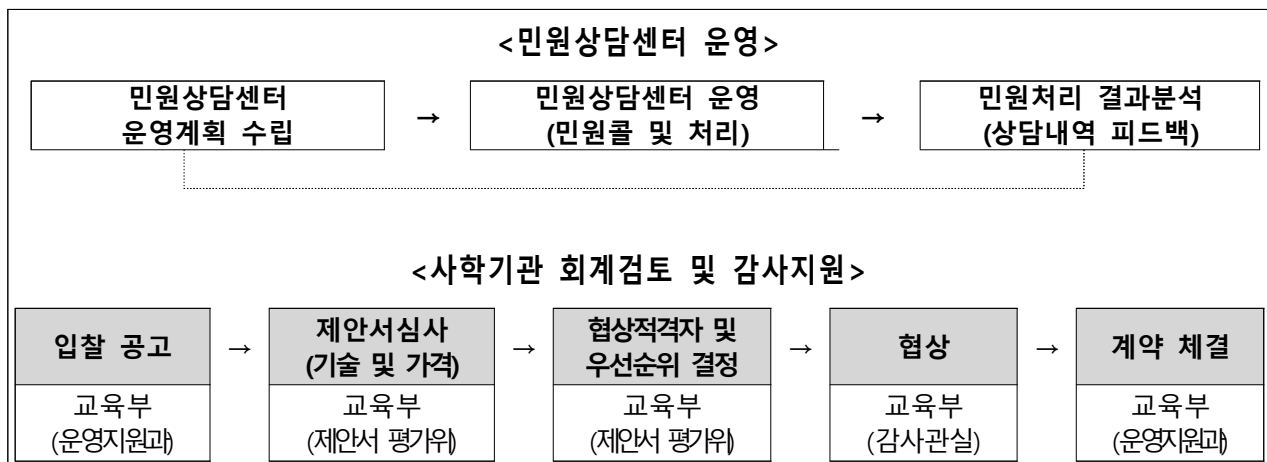 <민원상담센터 운영>
민원상담센터 → 민원상담센터 운영 → 민원처리 결과분석
운영계획 수립 (민원콜 및 처리) (상담내역 피드백)
<사학기관 회계검토 및 감사지원>
입찰 공고 → 제안서심사 → 협상적격자 및 → 협상 → 계약 체결
(기술 및 가격) 우선순위 결정
교육부 교육부 교육부 교육부 교육부
(운영지원과) (제안서 평가위) (제안서 평가위) (감사관실) (운영지원과)